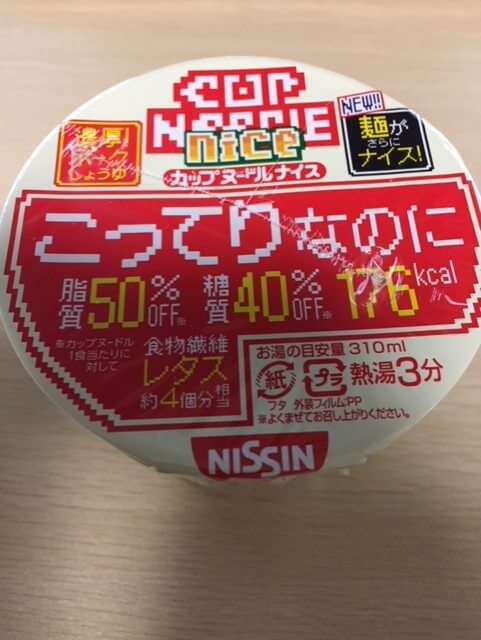 CUP
NOODLE
nice
カップヌードルナイス
濃厚
しょうゆ
NEW!!
麺が
さらに
ナイス!
こってりなのに
脂質50%OFF※ 糖質40%OFF※ 176kcal
※カップヌードル
1食当たりに
対して
食物繊維
レタス
約4個分相当
お湯の目安量 310ml
紙 プラ 熱湯3分
フタ 外装フィルム:PP
※よくまぜてお召し上がりください。
NISSIN